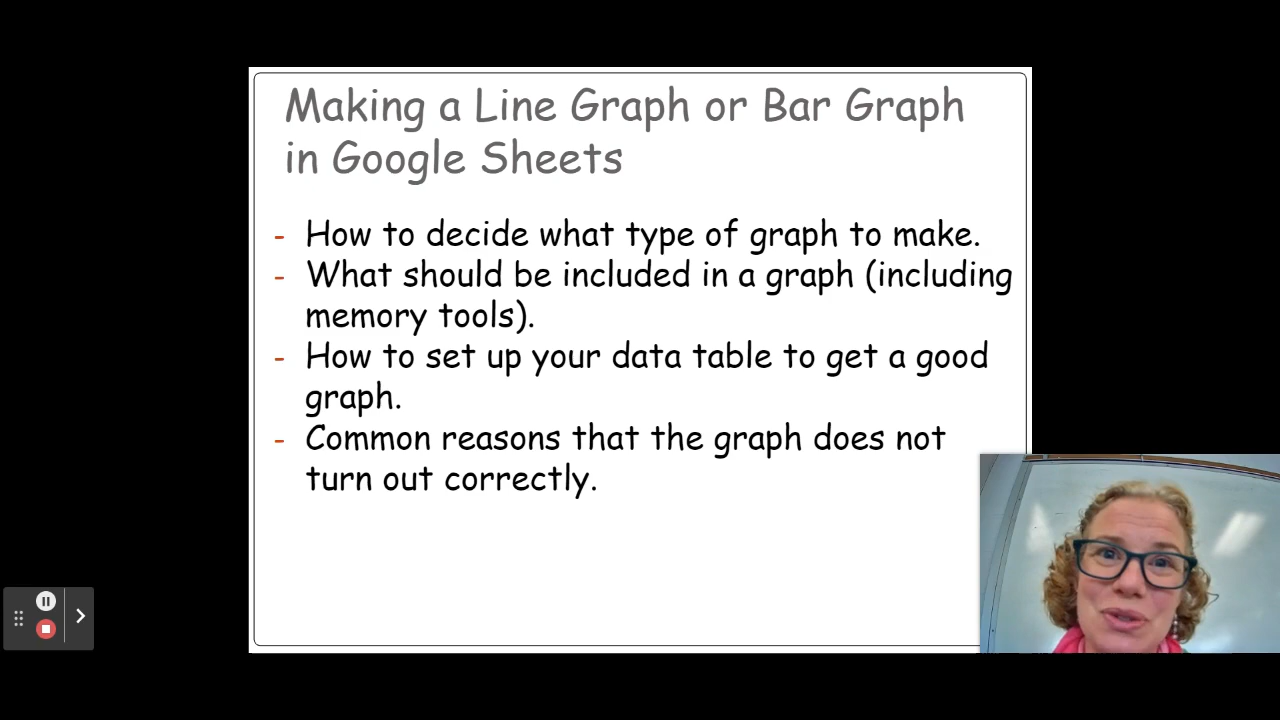 Making a Line Graph or Bar Graph
in Google Sheets
- How to decide what type of graph to make.
- What should be included in a graph (including
memory tools).
- How to set up your data table to get a good
graph.
- Common reasons that the graph does not
turn out correctly.